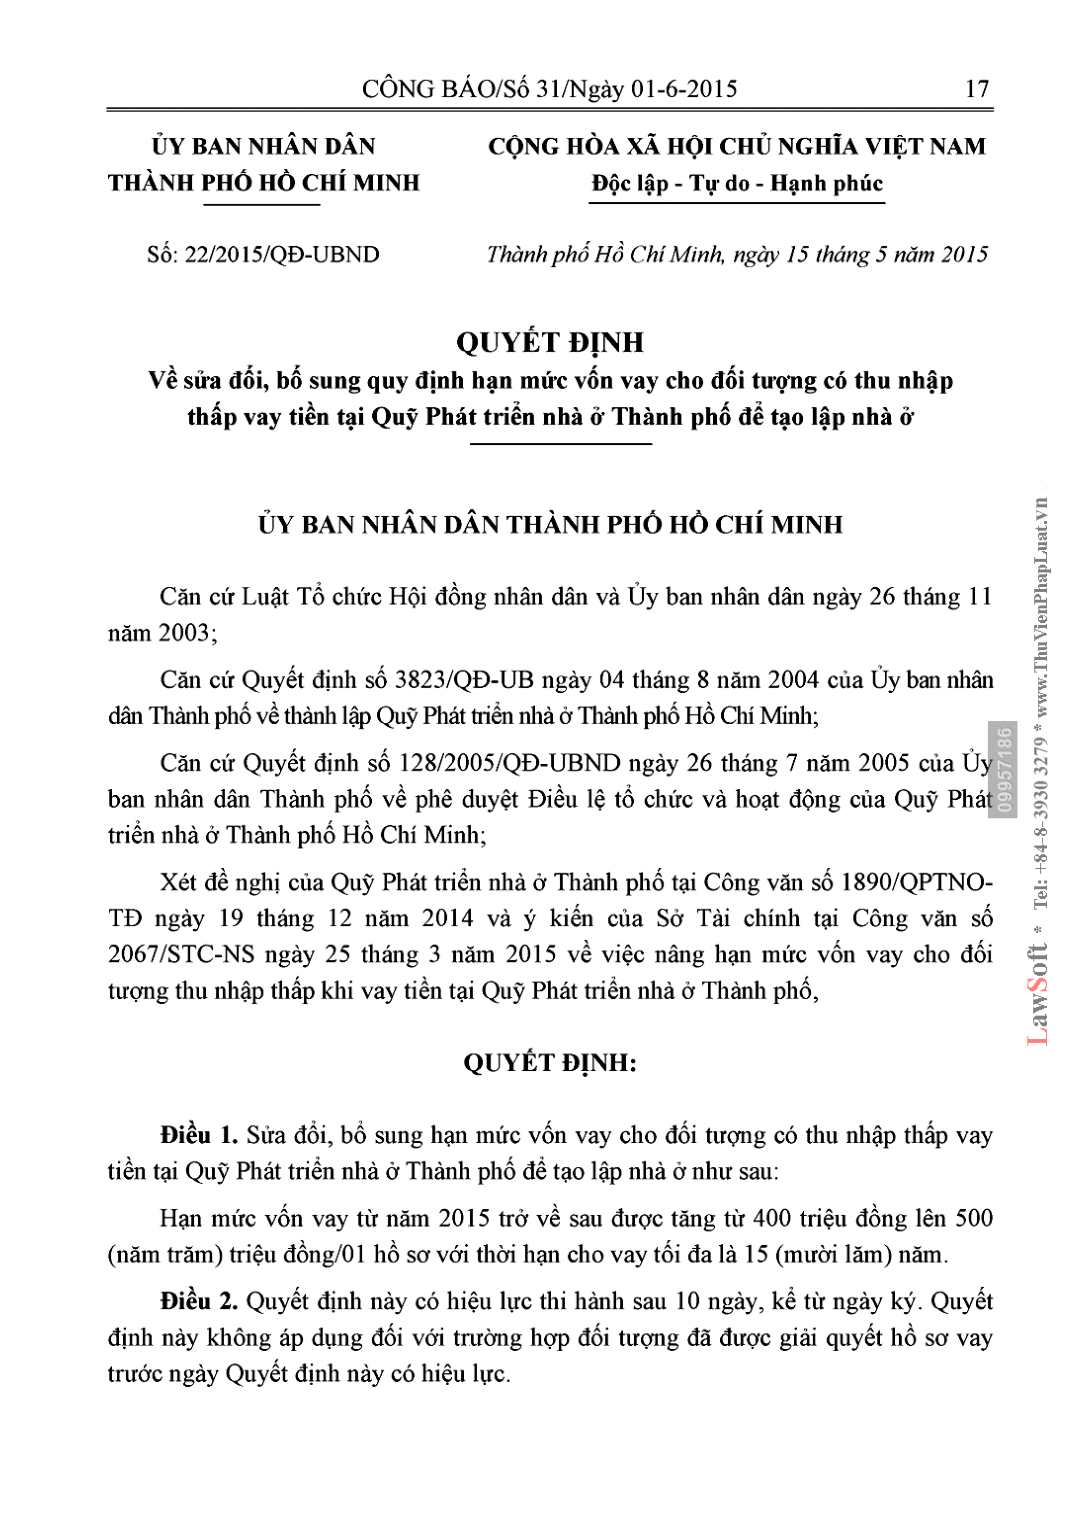 CÔNG BÁO/Số 31/Ngày 01-6-2015 17
ỦY BAN NHÂN DÂN
THÀNH PHỐ HỒ CHÍ MINH
CỘNG HÒA XÃ HỘI CHỦ NGHĨA VIỆT NAM
Độc lập - Tự do - Hạnh phúc
Số: 22/2015/QĐ-UBND
Thành phố Hồ Chí Minh, ngày 15 tháng 5 năm 2015
QUYẾT ĐỊNH
Về sửa đổi, bổ sung quy định hạn mức vốn vay cho đối tượng có thu nhập
thấp vay tiền tại Quỹ Phát triển nhà ở Thành phố để tạo lập nhà ở
ỦY BAN NHÂN DÂN THÀNH PHỐ HỒ CHÍ MINH
Căn cứ Luật Tổ chức Hội đồng nhân dân và Ủy ban nhân dân ngày 26 tháng 11
năm 2003;
Căn cứ Quyết định số 3823/QĐ-UB ngày 04 tháng 8 năm 2004 của Ủy ban nhân
dân Thành phố về thành lập Quỹ Phát triển nhà ở Thành phố Hồ Chí Minh;
Căn cứ Quyết định số 128/2005/QĐ-UBND ngày 26 tháng 7 năm 2005 của Ủy
ban nhân dân Thành phố về phê duyệt Điều lệ tổ chức và hoạt động của Quỹ Phát
triển nhà ở Thành phố Hồ Chí Minh;
Xét đề nghị của Quỹ Phát triển nhà ở Thành phố tại Công văn số 1890/QPTNO-
TĐ ngày 19 tháng 12 năm 2014 và ý kiến của Sở Tài chính tại Công văn số
2067/STC-NS ngày 25 tháng 3 năm 2015 về việc nâng hạn mức vốn vay cho đối
tượng thu nhập thấp khi vay tiền tại Quỹ Phát triển nhà ở Thành phố,
QUYẾT ĐỊNH:
Điều 1. Sửa đổi, bổ sung hạn mức vốn vay cho đối tượng có thu nhập thấp vay
tiền tại Quỹ Phát triển nhà ở Thành phố để tạo lập nhà ở như sau:
Hạn mức vốn vay từ năm 2015 trở về sau được tăng từ 400 triệu đồng lên 500
(năm trăm) triệu đồng/01 hồ sơ với thời hạn cho vay tối đa là 15 (mười lăm) năm.
Điều 2. Quyết định này có hiệu lực thi hành sau 10 ngày, kể từ ngày ký. Quyết
định này không áp dụng đối với trường hợp đối tượng đã được giải quyết hồ sơ vay
trước ngày Quyết định này có hiệu lực.
09957186
LawSoft * Tel: +84-8-3930 3279 * www.ThuVienPhapLuat.vn